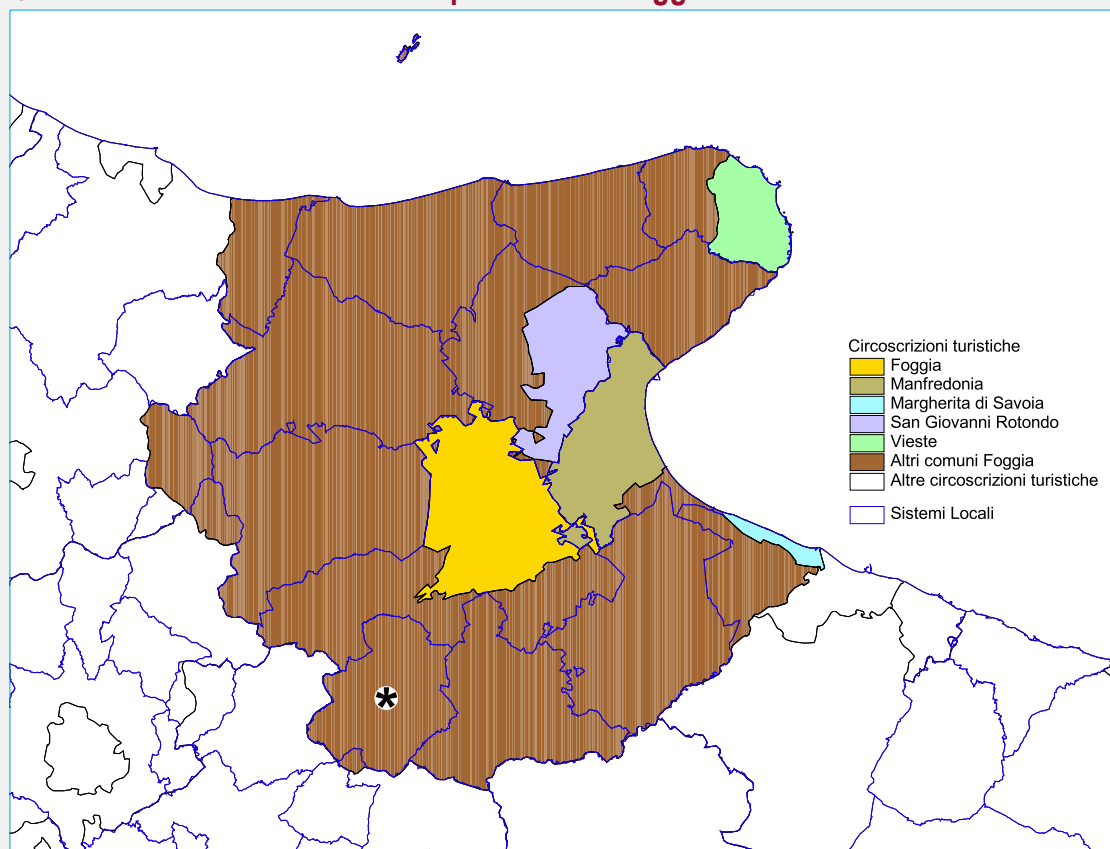 Circoscrizioni turistiche
Foggia
Manfredonia
Margherita di Savoia
San Giovanni Rotondo
Vieste
Altri comuni Foggia
Altre circoscrizioni turistiche
Sistemi Locali
*